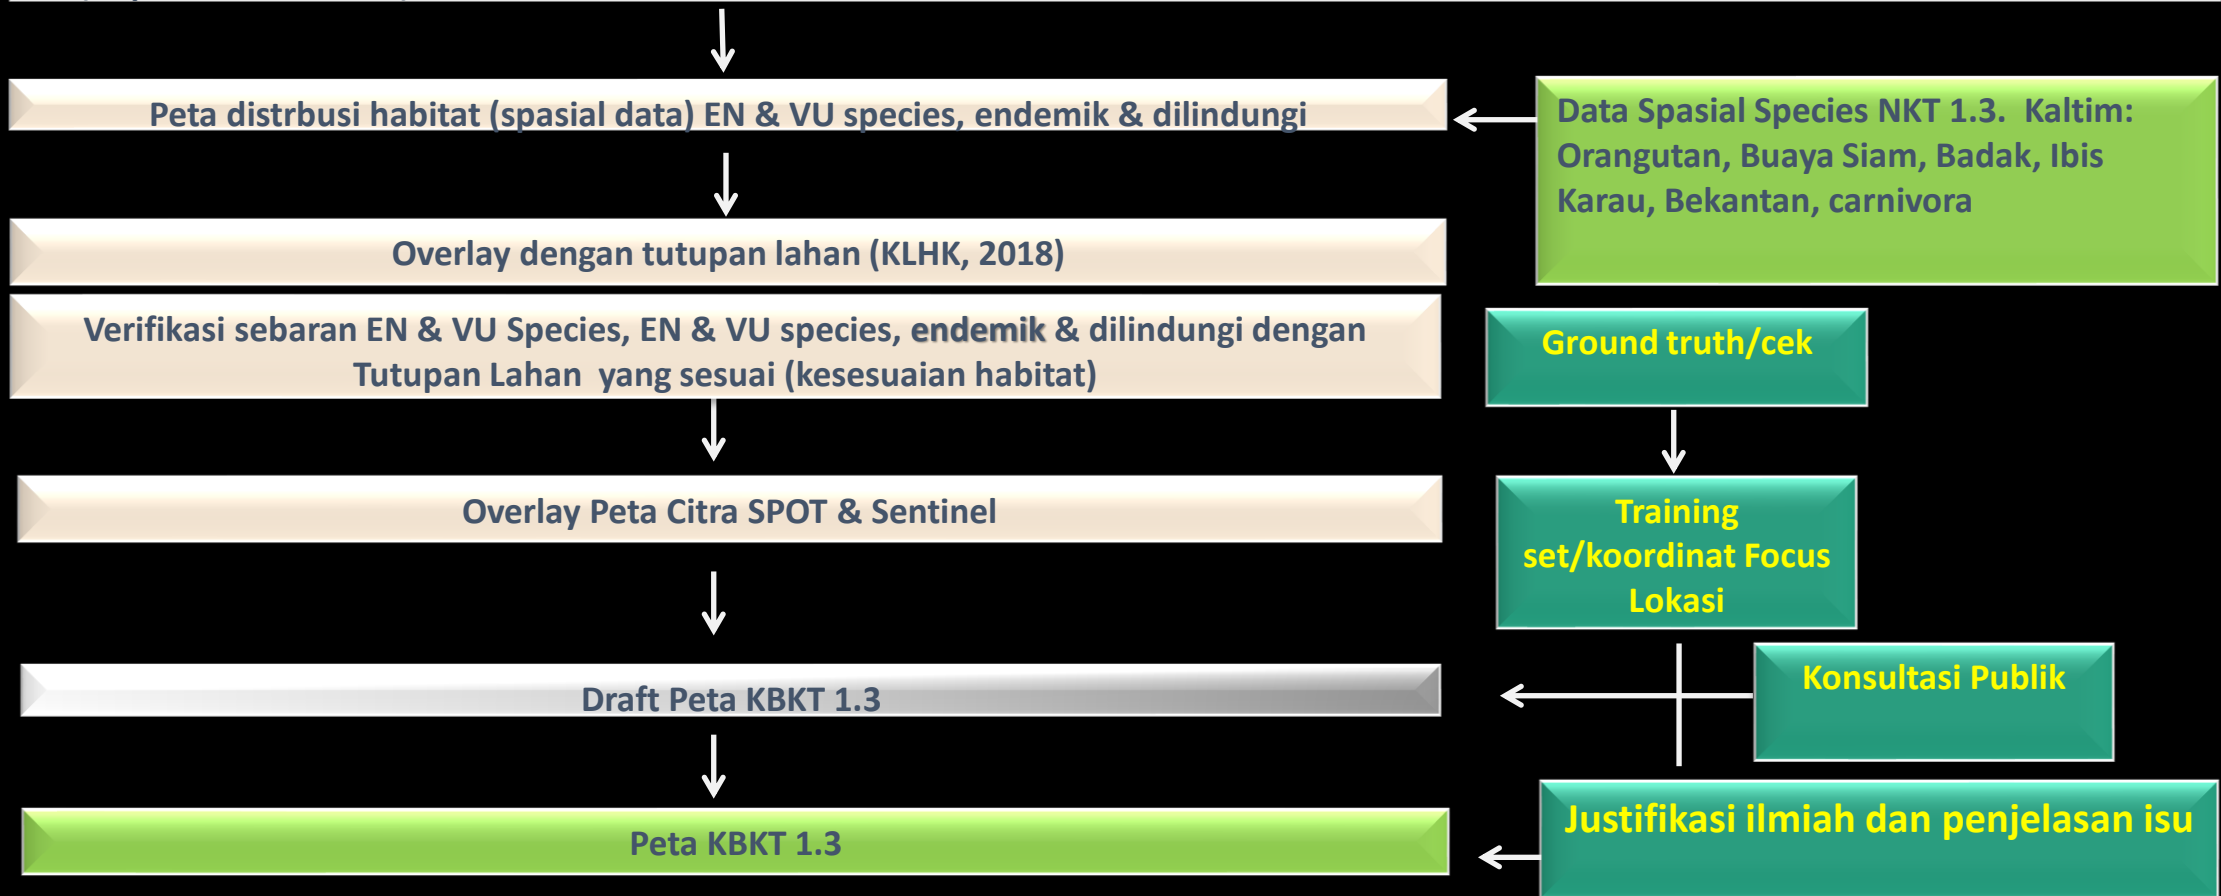 Peta distrbusi habitat (spasial data) EN & VU species, endemik & dilindungi
Data Spasial Species NKT 1.3. Kaltim:
Orangutan, Buaya Siam, Badak, Ibis
Karau, Bekantan, carnivora
Overlay dengan tutupan lahan (KLHK, 2018)
Verifikasi sebaran EN & VU Species, EN & VU species, endemik & dilindungi dengan
Tutupan Lahan yang sesuai (kesesuaian habitat)
Ground truth/cek
Overlay Peta Citra SPOT & Sentinel
Training
set/koordinat Focus
Lokasi
Draft Peta KBKT 1.3
Konsultasi Publik
Peta KBKT 1.3
Justifikasi ilmiah dan penjelasan isu